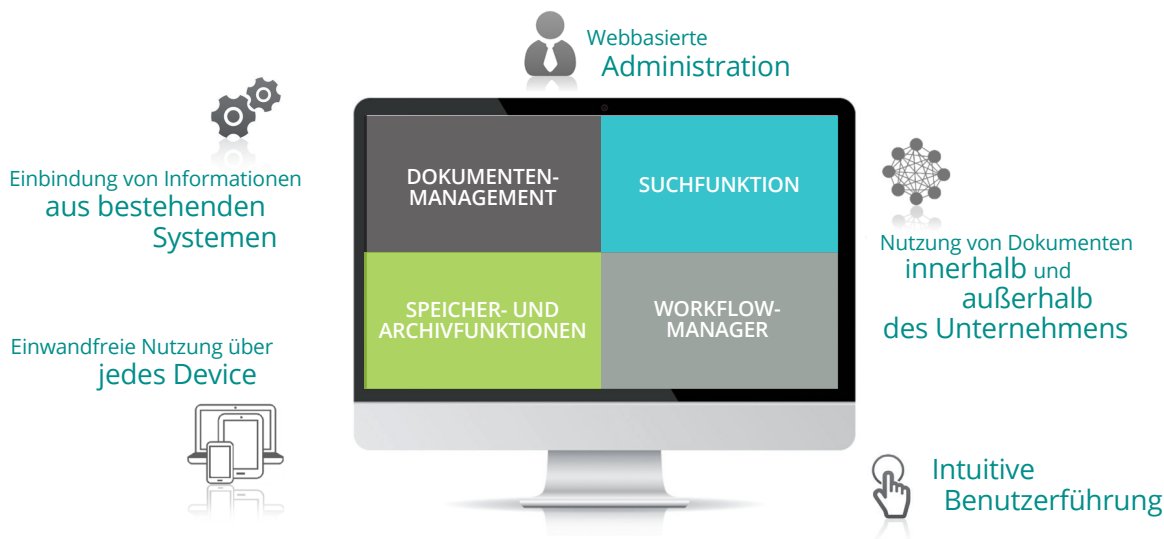 Webbasierte
Administration
Einbindung von Informationen
aus bestehenden
Systemen
DOKUMENTEN-
MANAGEMENT
SUCHFUNKTION
SPEICHER- UND
ARCHIVFUNKTIONEN
WORKFLOW-
MANAGER
Nutzung von Dokumenten
innerhalb und
außerhalb
des Unternehmens
Einwandfreie Nutzung über
jedes Device
Intuitive
Benutzerführung